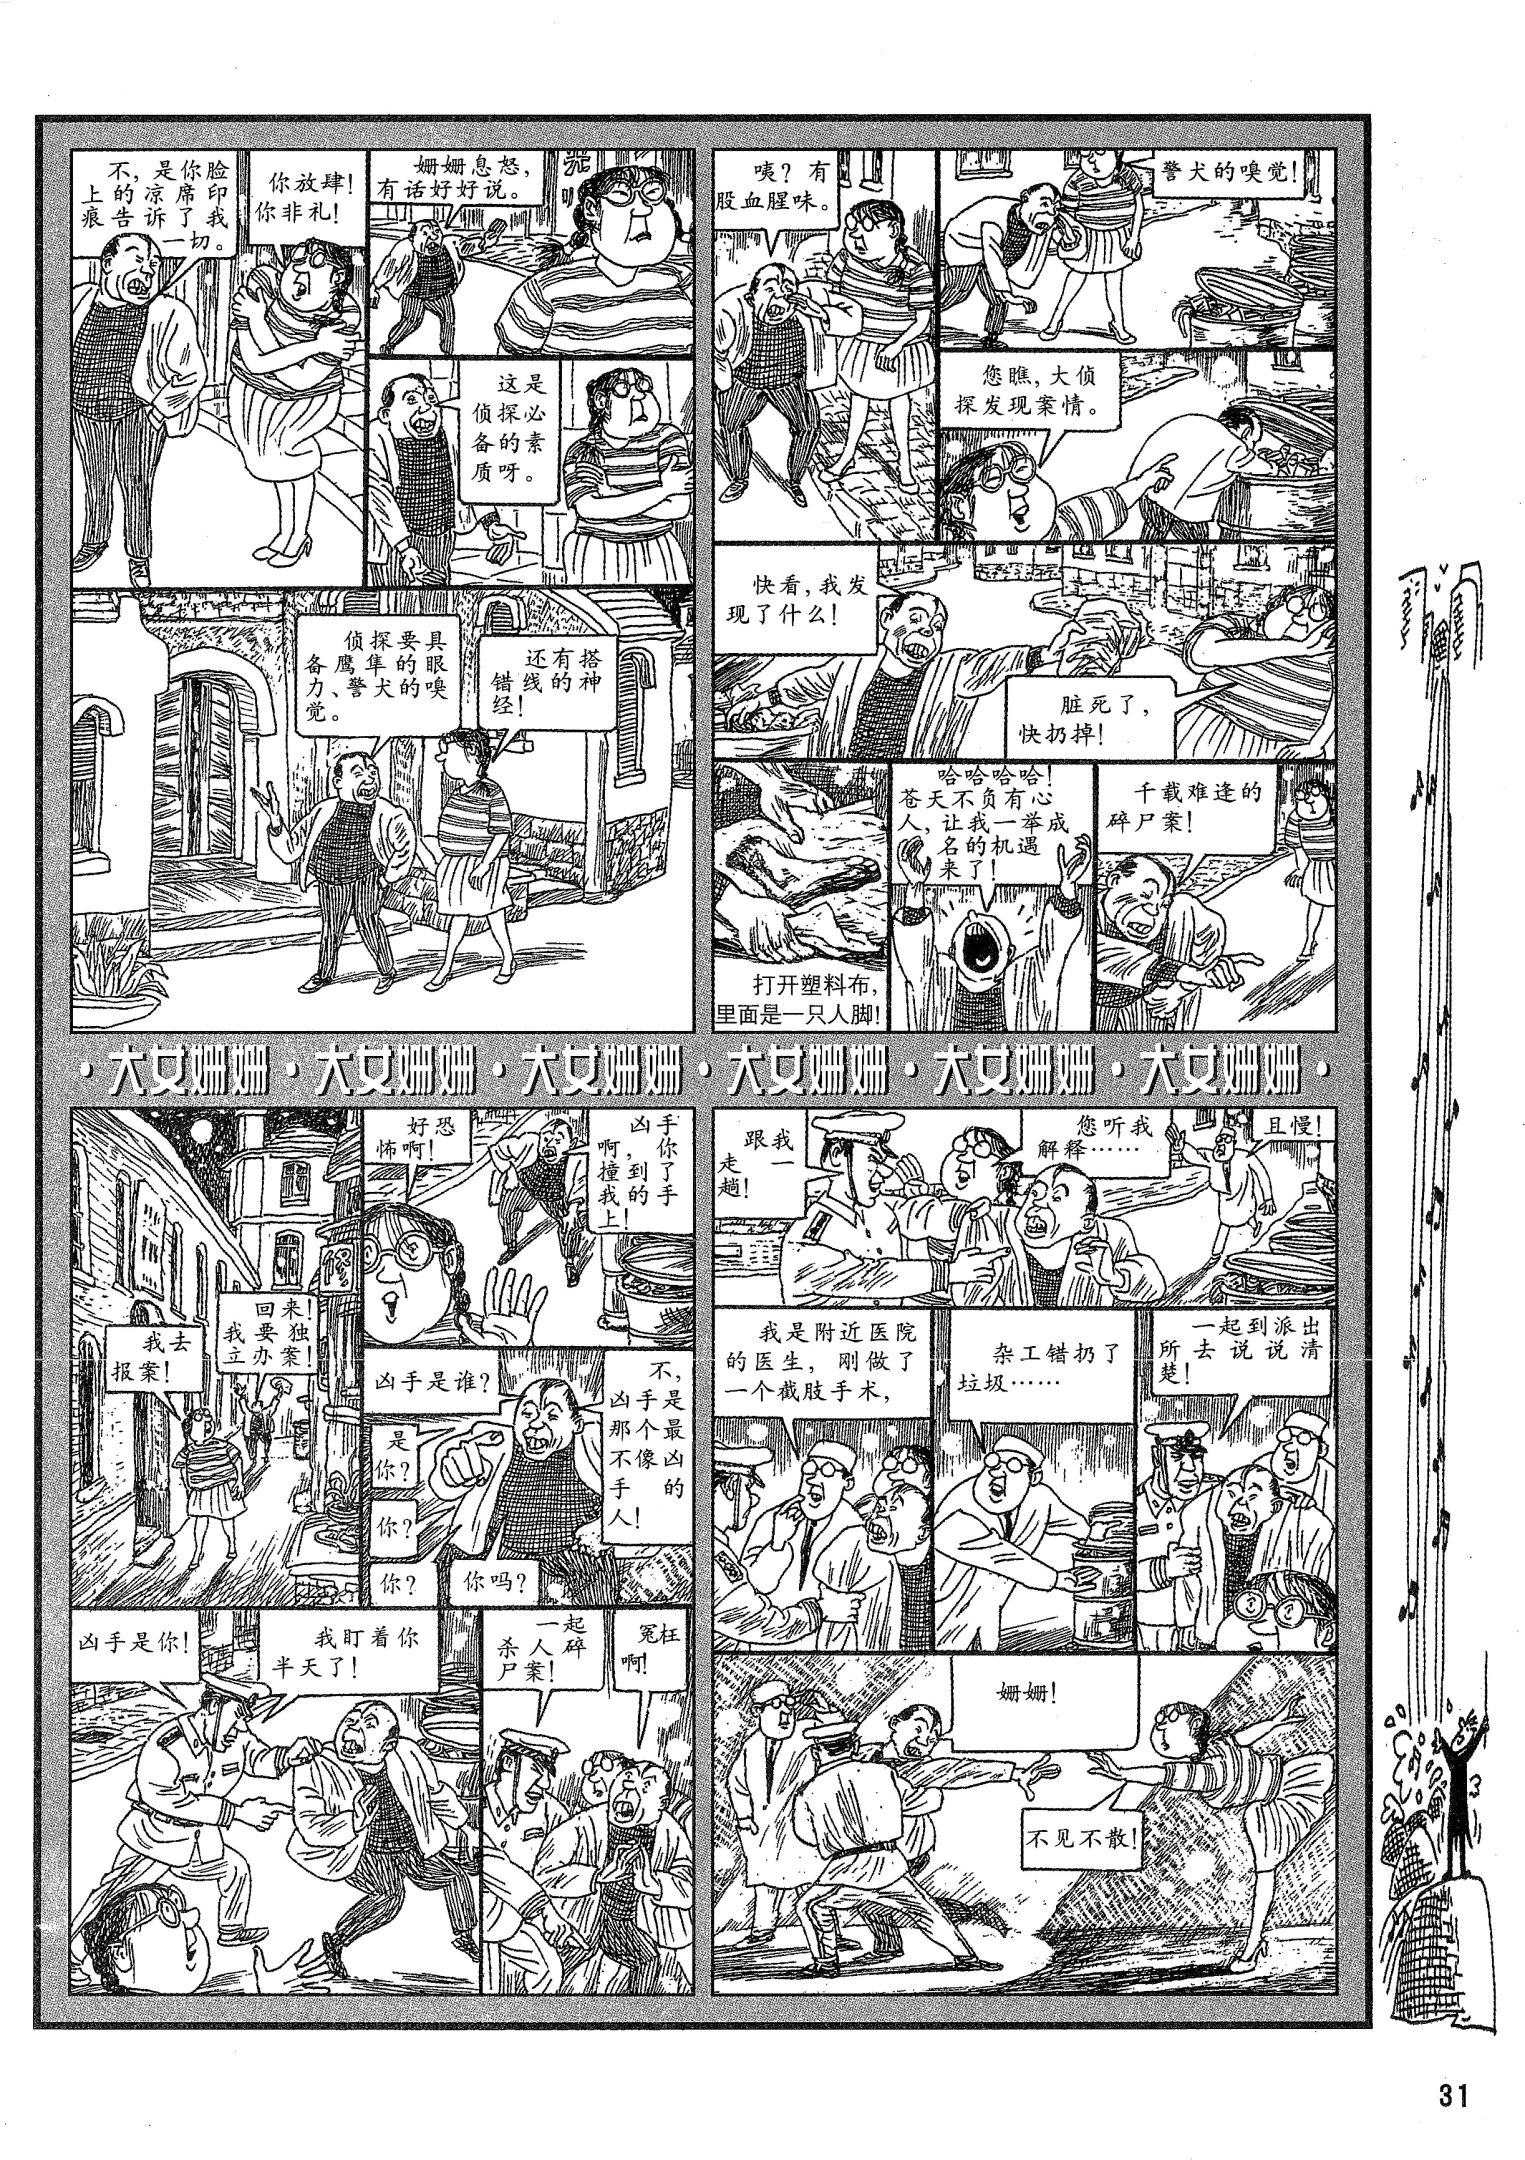 不,是你脸
上的凉席印
痕告诉了我
一切。
你放肆!
你非礼!
姗姗息怒,
有话好好说。
这是
侦探必
备的素
质呀。
侦探要具
备鹰隼的眼
力、警犬的嗅
觉。
还有搭
错线的神
经!
咦?有
股血腥味。
警犬的嗅觉!
您瞧,大侦
探发现案情。
快看,我发
现了什么!
脏死了,
快扔掉!
打开塑料布,
里面是一只人脚!
哈哈哈哈!
苍天不负有心
人,让我一举成
名的机遇
来了!
千载难逢的
碎尸案!
·大女姗姗·大女姗姗·大女姗姗·大女姗姗·大女姗姗·大女姗姗·
我去
报案!
回来!
我要独
立办案!
好恐
怖啊!
凶手
啊,你
撞到了
我的手
上!
凶手是谁?
是
你?
你?
你?
你吗?
不,
凶手是
那个最
不像凶
手的
人!
凶手是你!
我盯着你
半天了!
一起
杀人碎
尸案!
冤枉
啊!
跟我
走一
趟!
您听我
解释……
且慢!
我是附近医院
的医生,刚做了
一个截肢手术,
杂工错扔了
垃圾……
一起到派出
所去说说清
楚!
姗姗!
不见不散!
31